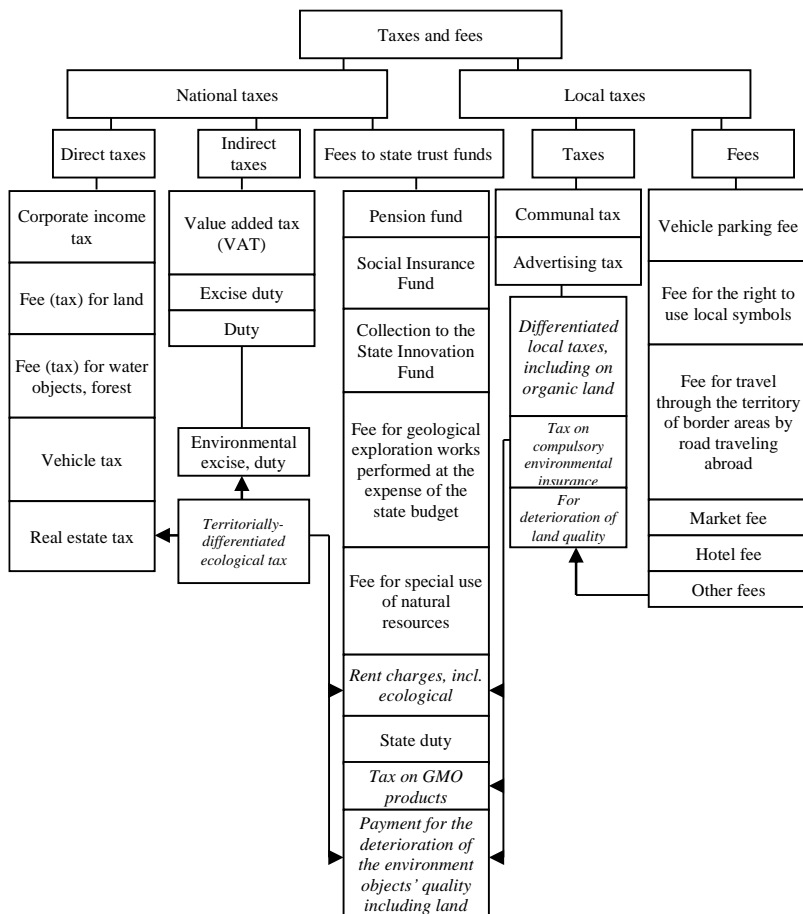 Taxes and fees
National taxes
Local taxes
Direct taxes
Indirect
taxes
Fees to state trust funds
Taxes
Fees
Corporate income
tax
Fee (tax) for land
Fee (tax) for water
objects, forest
Vehicle tax
Real estate tax
Value added tax
(VAT)
Excise duty
Duty
Environmental
excise, duty
Territorially-
differentiated
ecological tax
Pension fund
Social Insurance
Fund
Collection to the
State Innovation
Fund
Fee for geological
exploration works
performed at the
expense of the
state budget
Fee for special use
of natural
resources
Rent charges, incl.
ecological
State duty
Tax on GMO
products
Payment for the
deterioration of
the environment
objects’ quality
including land
Communal tax
Advertising tax
Differentiated
local taxes,
including on
organic land
Tax on
compulsory
environmental
insurance
For
deterioration of
land quality
Vehicle parking fee
Fee for the right to
use local symbols
Fee for travel
through the territory
of border areas by
road traveling
abroad
Market fee
Hotel fee
Other fees